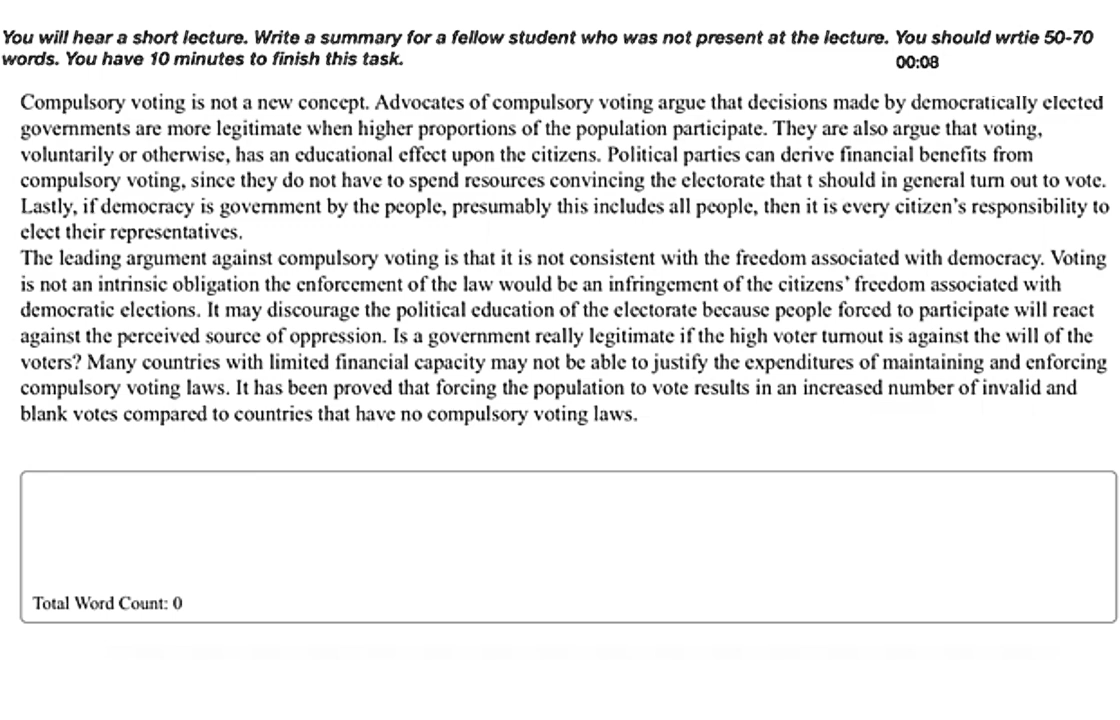 You will hear a short lecture. Write a summary for a fellow student who was not present at the lecture. You should wrtie 50-70
words. You have 10 minutes to finish this task.
00:08
Compulsory voting is not a new concept. Advocates of compulsory voting argue that decisions made by democratically elected
governments are more legitimate when higher proportions of the population participate. They are also argue that voting,
voluntarily or otherwise, has an educational effect upon the citizens. Political parties can derive financial benefits from
compulsory voting, since they do not have to spend resources convincing the electorate that t should in general turn out to vote.
Lastly, if democracy is government by the people, presumably this includes all people, then it is every citizen's responsibility to
elect their representatives.
The leading argument against compulsory voting is that it is not consistent with the freedom associated with democracy. Voting
is not an intrinsic obligation the enforcement of the law would be an infringement of the citizens' freedom associated with
democratic elections. It may discourage the political education of the electorate because people forced to participate will react
against the perceived source of oppression. Is a government really legitimate if the high voter turnout is against the will of the
voters? Many countries with limited financial capacity may not be able to justify the expenditures of maintaining and enforcing
compulsory voting laws. It has been proved that forcing the population to vote results in an increased number of invalid and
blank votes compared to countries that have no compulsory voting laws.
Total Word Count: 0